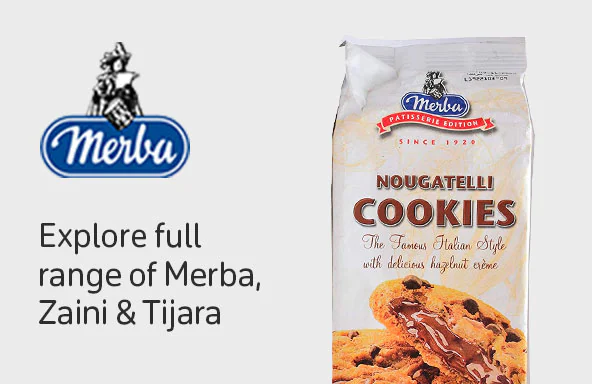 Merba
Explore full
range of Merba,
Zaini & Tijara
Merba
PATISSERIE EDITION
SINCE 1920
NOUGATELLI
COOKIES
The Famous Italian Style
with delicious hazelnut crème